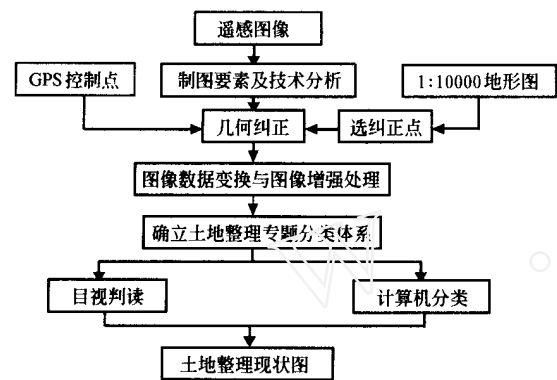 遥感图像
GPS控制点
制图要素及技术分析
1:10000地形图
几何纠正
选纠正点
图像数据变换与图像增强处理
确立土地整理专题分类体系
目视判读
计算机分类
土地整理现状图